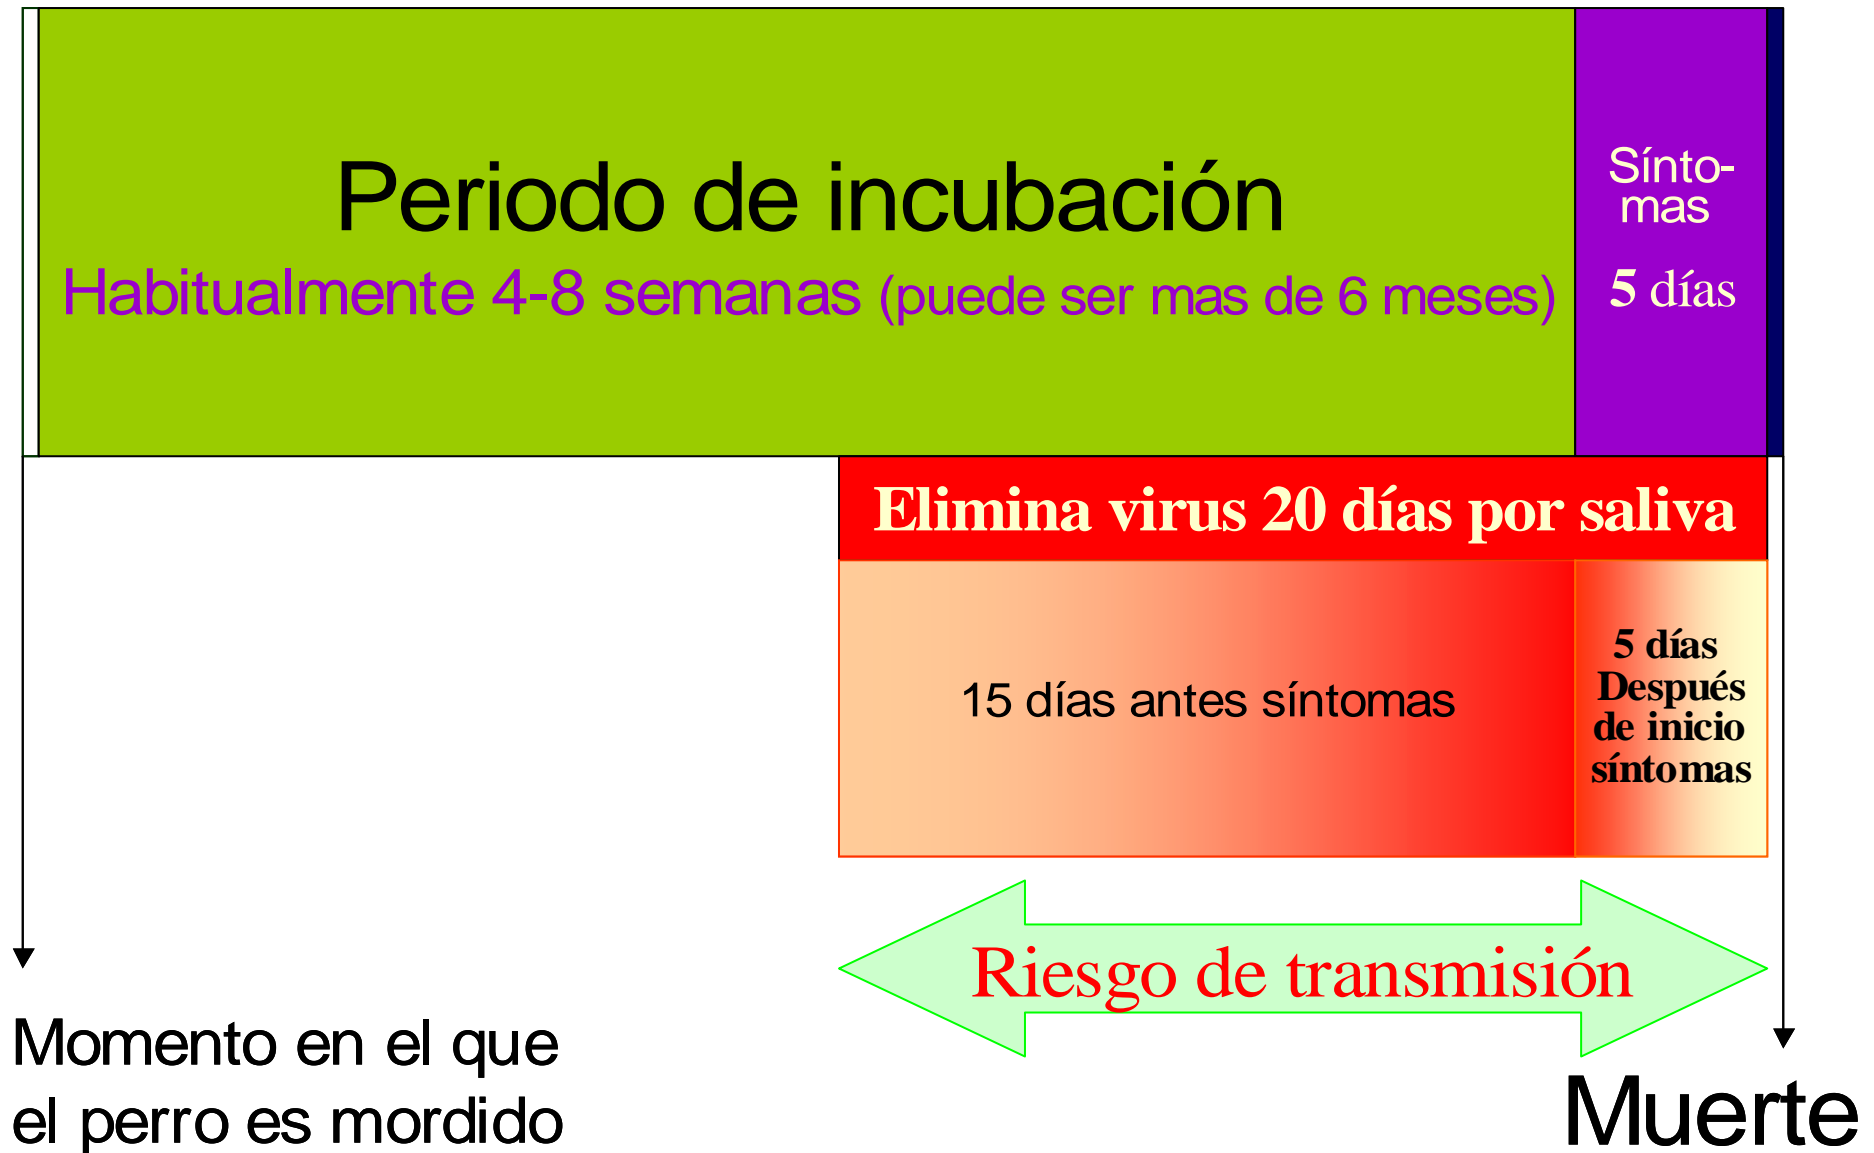 Periodo de incubación
Habitualmente 4-8 semanas (puede ser mas de 6 meses)
Sínto-
mas
5 días
Elimina virus 20 días por saliva
15 días antes síntomas
5 días
Después
de inicio
síntomas
Riesgo de transmisión
Momento en el que
el perro es mordido
Muerte